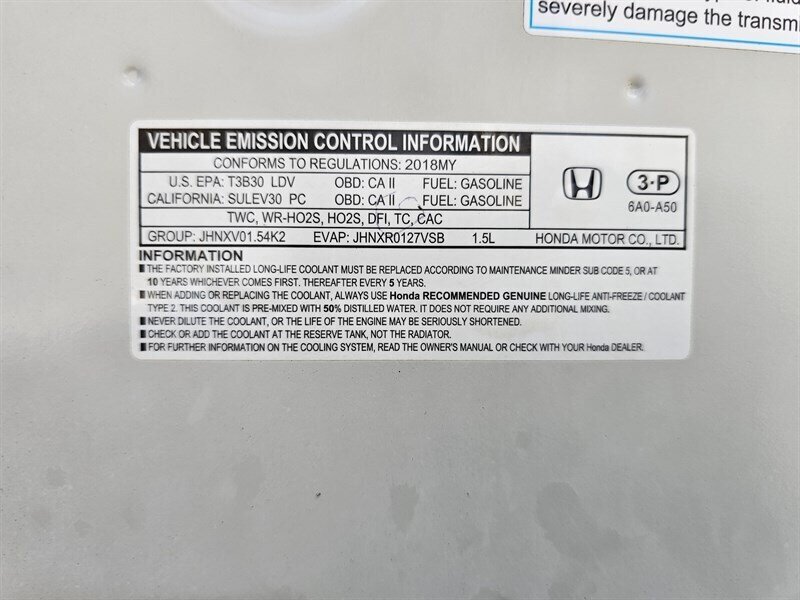 severely damage the transmi
VEHICLE EMISSION CONTROL INFORMATION
CONFORMS TO REGULATIONS: 2018MY
U.S. EPA: T3B30 LDV OBD: CA II FUEL: GASOLINE
CALIFORNIA: SULEV30 PC OBD: CA II FUEL: GASOLINE
TWC, WR-HO2S, HO2S, DFI, TC, CAC
GROUP: JHNXV01.54K2 EVAP: JHNXR0127VSB 1.5L
3-P
6A0-A50
HONDA MOTOR CO., LTD.
INFORMATION
THE FACTORY INSTALLED LONG-LIFE COOLANT MUST BE REPLACED ACCORDING TO MAINTENANCE MINDER SUB CODE 5, OR AT
10 YEARS WHICHEVER COMES FIRST. THEREAFTER EVERY 5 YEARS.
WHEN ADDING OR REPLACING THE COOLANT, ALWAYS USE Honda RECOMMENDED GENUINE LONG-LIFE ANTI-FREEZE / COOLANT
TYPE 2. THIS COOLANT IS PRE-MIXED WITH 50% DISTILLED WATER. IT DOES NOT REQUIRE ANY ADDITIONAL MIXING.
NEVER DILUTE THE COOLANT, OR THE LIFE OF THE ENGINE MAY BE SERIOUSLY SHORTENED.
CHECK OR ADD THE COOLANT AT THE RESERVE TANK, NOT THE RADIATOR.
FOR FURTHER INFORMATION ON THE COOLING SYSTEM, READ THE OWNER'S MANUAL OR CHECK WITH YOUR Honda DEALER.